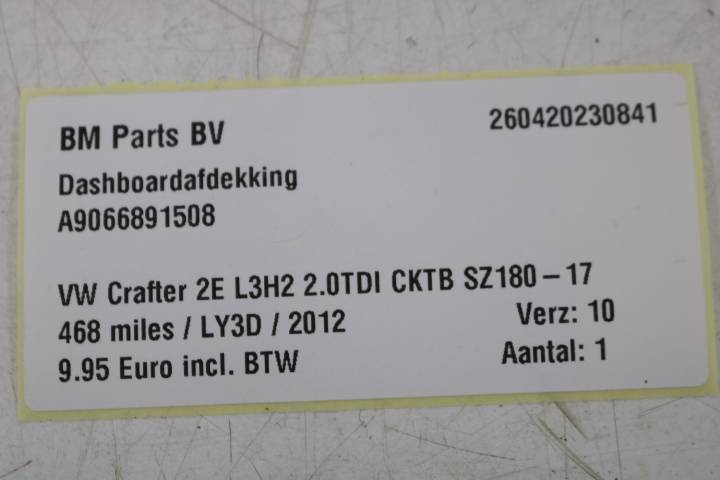 BM Parts BV 260420230841
Dashboardafdekking
A9066891508
VW Crafter 2E L3H2 2.0TDI CKTB SZ180-17
468 miles / LY3D / 2012 Verz: 10
9.95 Euro incl. BTW Aantal: 1